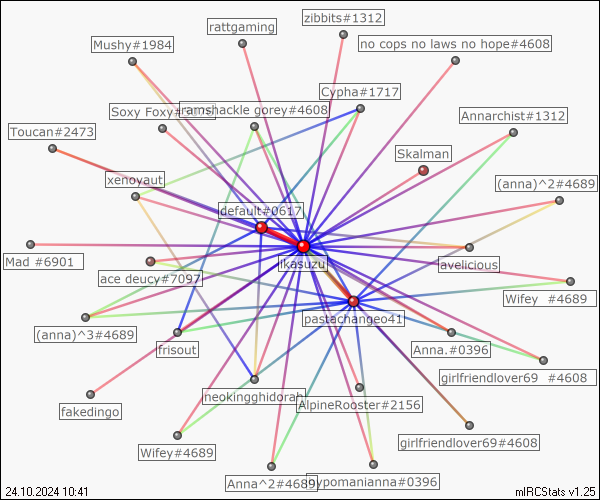 zibbits#1312
rattgaming
Mushy#1984
no cops no laws no hope#4608
Cypha#1717
Soxy Foxy
ramshackle gorey#4608
Annarchist#1312
Toucan#2473
Skalman
xenovaut
(anna)^2#4689
default#0617
ikasuzu
avelicious
Mad #6901
ace deucy#7097
Wifey #4689
pastachangeo41
(anna)^3#4689
frisout
Anna.#0396
girlfriendlover69 #4608
neokingghidorah
AlpineRooster#2156
fakedingo
girlfriendlover69#4608
Wifey#4689
Anna^2#4689
ypomanianna#0396
24.10.2024 10:41
mIRCStats v1.25